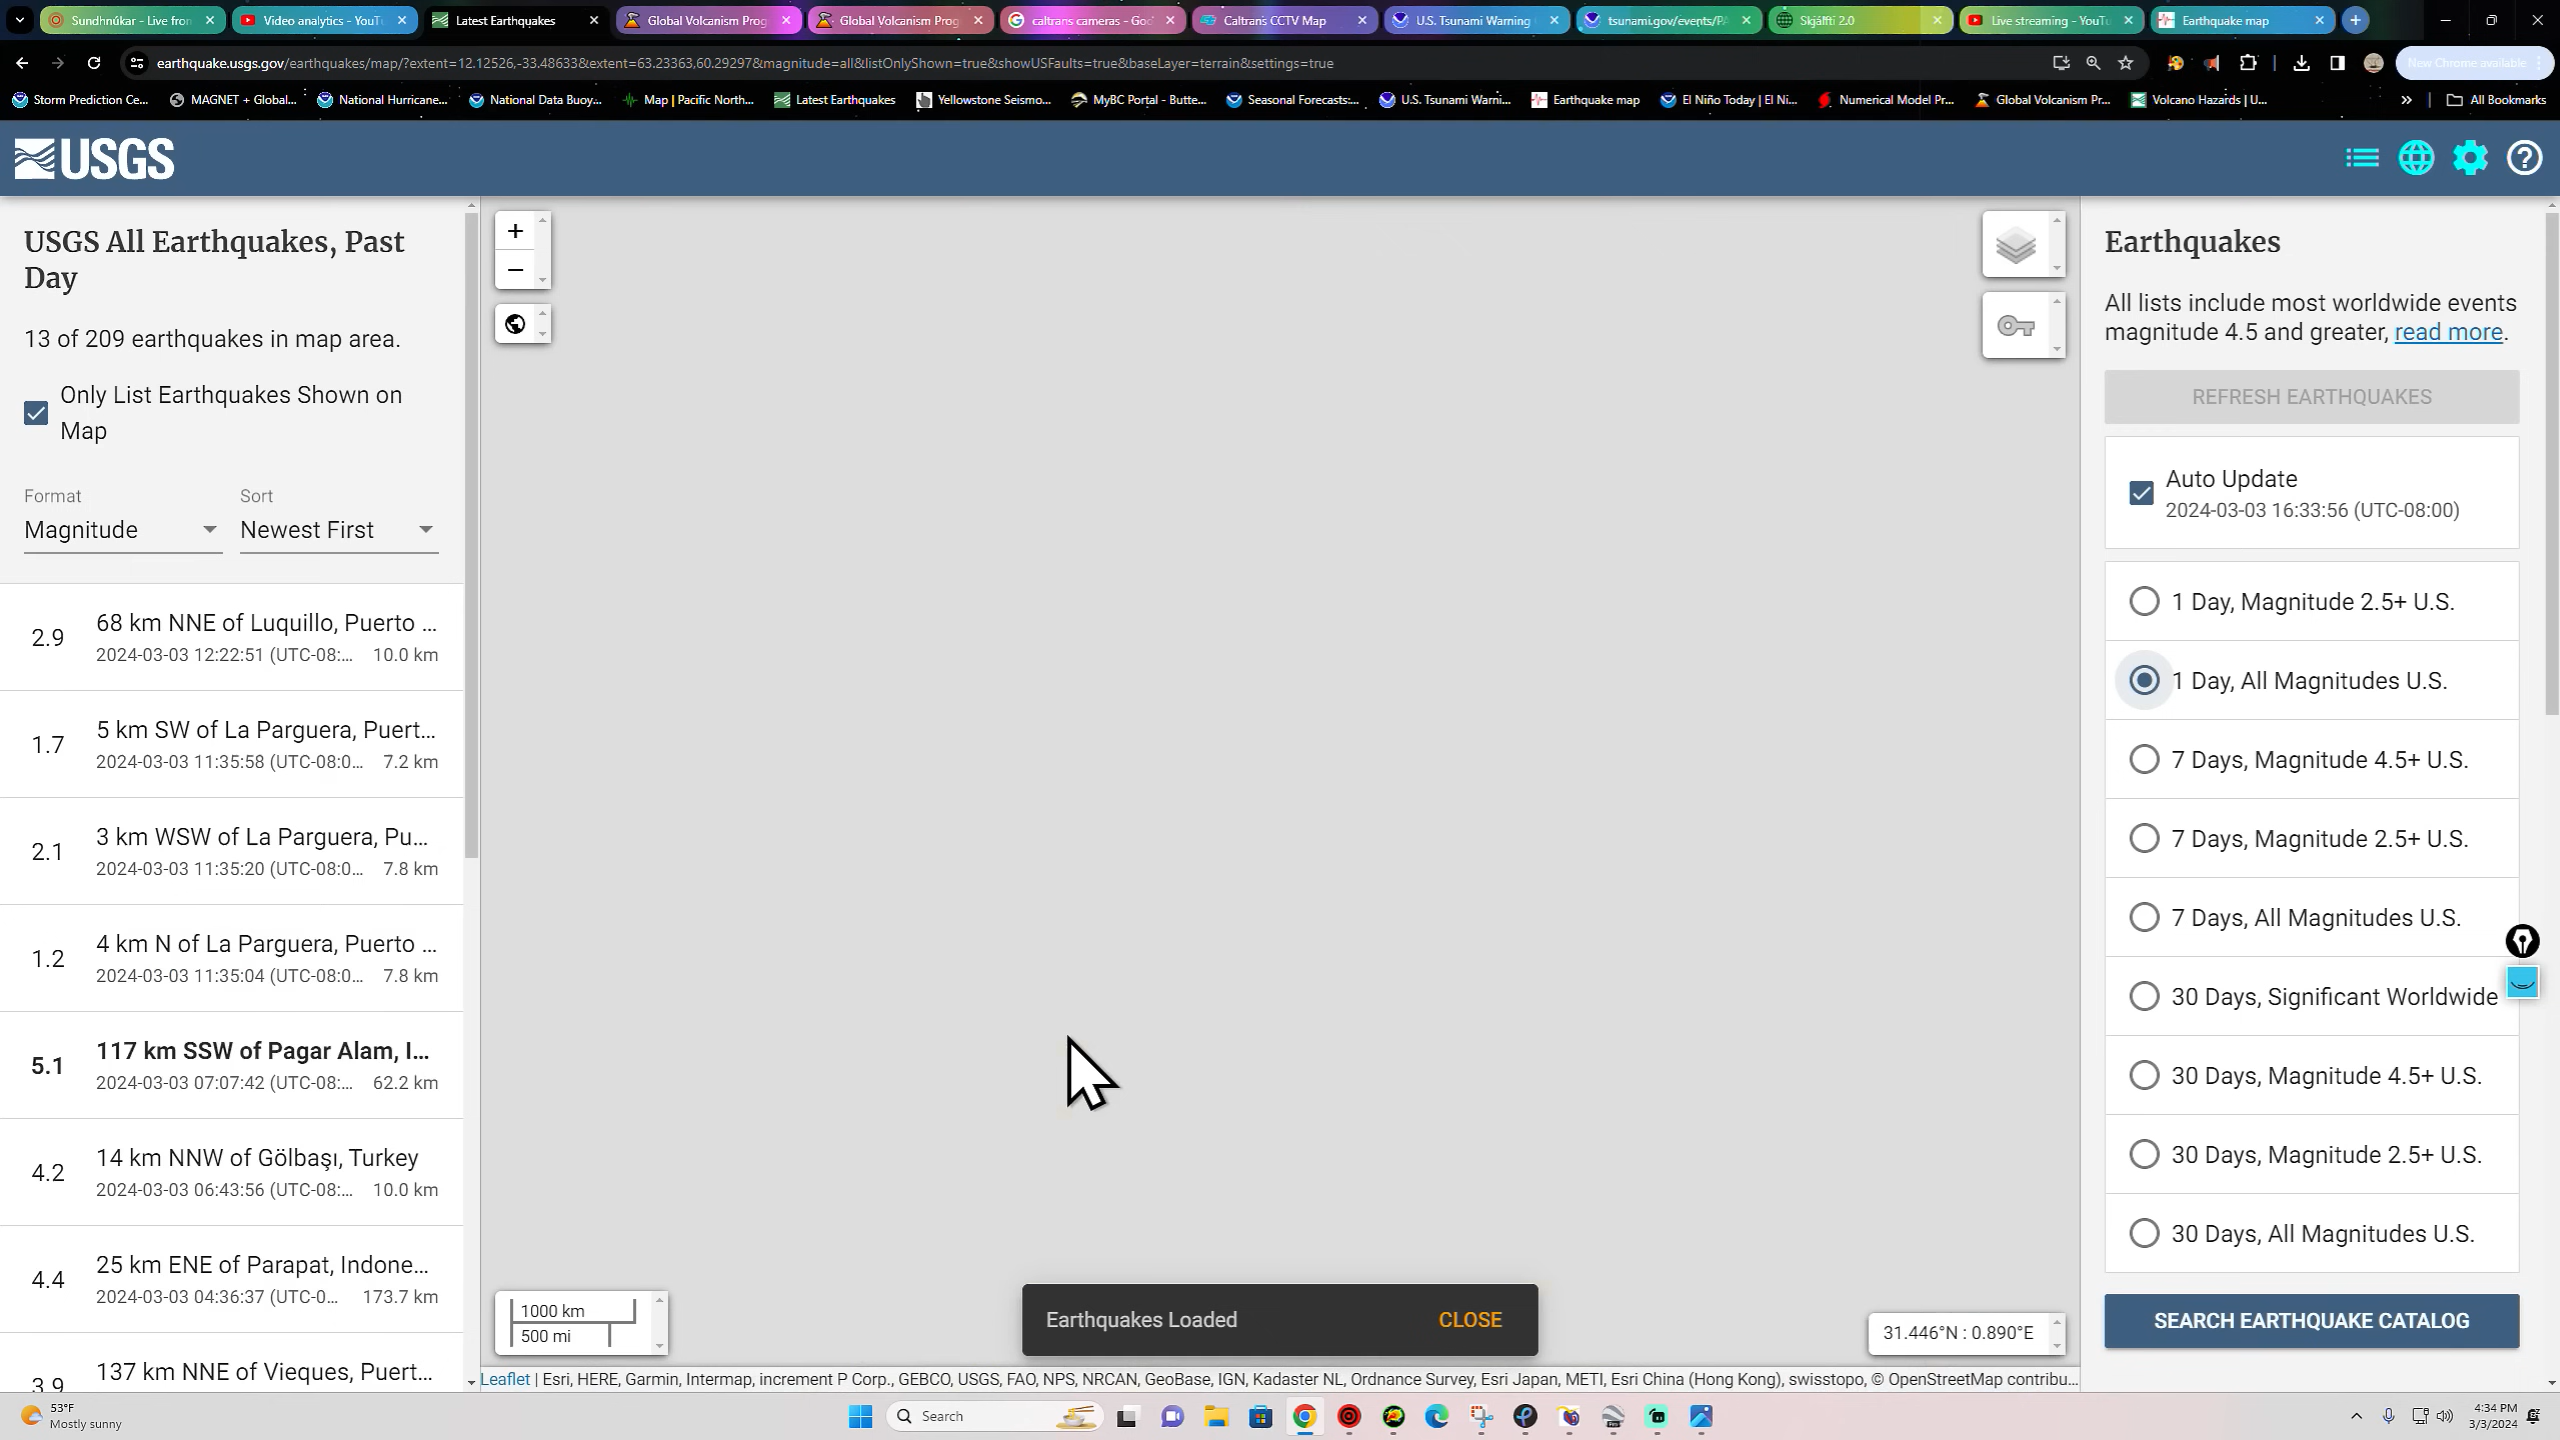 Sundhnúkar - Live from
Video analytics - YouTu
Latest Earthquakes
Global Volcanism Prog
Global Volcanism Prog
caltrans cameras - Goo
Caltrans CCTV Map
U.S. Tsunami Warning
tsunami.gov/events/PA
Skjálfti 2.0
Live streaming - YouTu
Earthquake map
earthquake.usgs.gov/earthquakes/map/?extent=12.12526,-33.48633&extent=63.23363,60.29297&magnitude=all&listOnlyShown=true&showUSFaults=true&baseLayer=terrain&settings=true
New Chrome available
Storm Prediction Ce...
MAGNET + Global...
National Hurricane...
National Data Buoy...
Map | Pacific North...
Latest Earthquakes
Yellowstone Seismo...
MyBC Portal - Butte...
Seasonal Forecasts:...
U.S. Tsunami Warni...
Earthquake map
El Niño Today | El Ni...
Numerical Model Pr...
Global Volcanism Pr...
Volcano Hazards | U...
All Bookmarks
USGS
USGS All Earthquakes, Past
Day
13 of 209 earthquakes in map area.
Only List Earthquakes Shown on
Map
Format
Magnitude
Sort
Newest First
2.9
68 km NNE of Luquillo, Puerto ...
2024-03-03 12:22:51 (UTC-08:... 10.0 km
1.7
5 km SW of La Parguera, Puert...
2024-03-03 11:35:58 (UTC-08:0... 7.2 km
2.1
3 km WSW of La Parguera, Pu...
2024-03-03 11:35:20 (UTC-08:0... 7.8 km
1.2
4 km N of La Parguera, Puerto ...
2024-03-03 11:35:04 (UTC-08:0... 7.8 km
5.1
117 km SSW of Pagar Alam, I...
2024-03-03 07:07:42 (UTC-08:... 62.2 km
4.2
14 km NNW of Gölbaşı, Turkey
2024-03-03 06:43:56 (UTC-08:... 10.0 km
4.4
25 km ENE of Parapat, Indone...
2024-03-03 04:36:37 (UTC-0... 173.7 km
3.9
137 km NNE of Vieques, Puert...
+
−
1000 km
500 mi
Earthquakes Loaded
CLOSE
31.446°N : 0.890°E
Leaflet | Esri, HERE, Garmin, Intermap, increment P Corp., GEBCO, USGS, FAO, NPS, NRCAN, GeoBase, IGN, Kadaster NL, Ordnance Survey, Esri Japan, METI, Esri China (Hong Kong), swisstopo, © OpenStreetMap contribu...
Earthquakes
All lists include most worldwide events
magnitude 4.5 and greater, read more.
REFRESH EARTHQUAKES
Auto Update
2024-03-03 16:33:56 (UTC-08:00)
1 Day, Magnitude 2.5+ U.S.
1 Day, All Magnitudes U.S.
7 Days, Magnitude 4.5+ U.S.
7 Days, Magnitude 2.5+ U.S.
7 Days, All Magnitudes U.S.
30 Days, Significant Worldwide
30 Days, Magnitude 4.5+ U.S.
30 Days, Magnitude 2.5+ U.S.
30 Days, All Magnitudes U.S.
SEARCH EARTHQUAKE CATALOG
53°F
Mostly sunny
Search
4:34 PM
3/3/2024